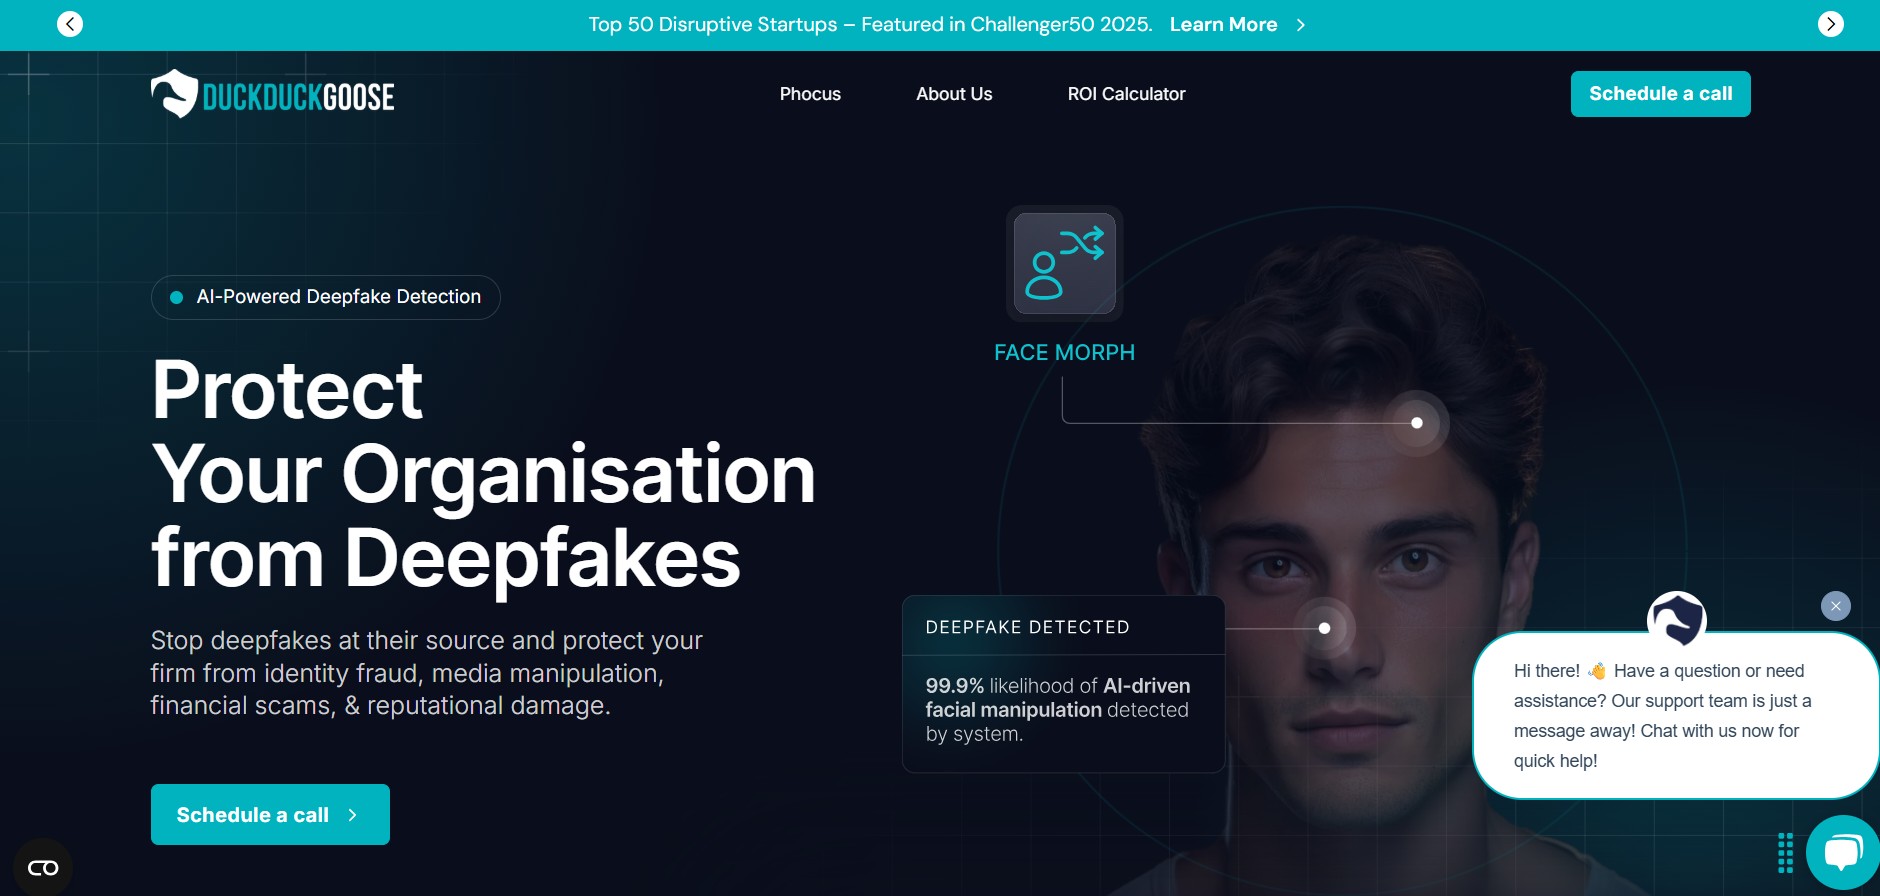 Top 50 Disruptive Startups – Featured in Challenger50 2025. Learn More
DUCKDUCKGOOSE
Phocus
About Us
ROI Calculator
Schedule a call
AI-Powered Deepfake Detection
Protect
Your Organisation
from Deepfakes
Stop deepfakes at their source and protect your
firm from identity fraud, media manipulation,
financial scams, & reputational damage.
Schedule a call
FACE MORPH
DEEPFAKE DETECTED
99.9% likelihood of AI-driven
facial manipulation detected
by system.
Hi there! 👋 Have a question or need
assistance? Our support team is just a
message away! Chat with us now for
quick help!